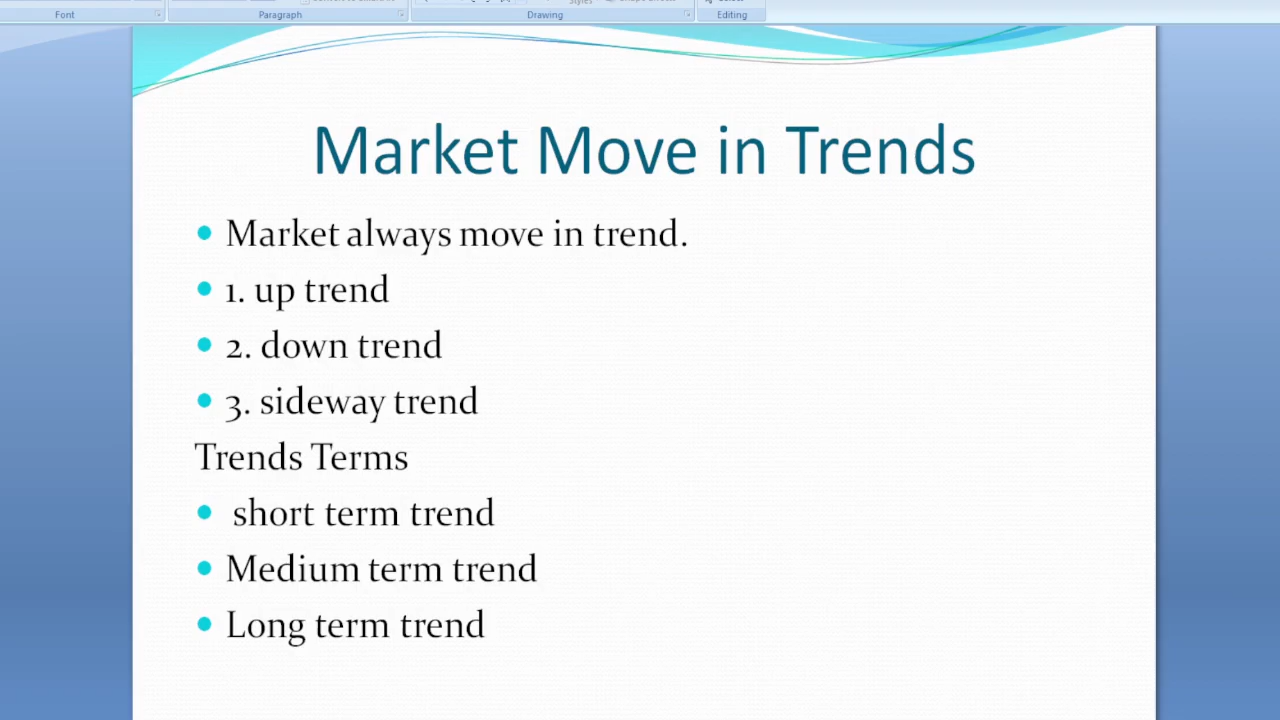 Font
Paragraph
Drawing
Editing
Market Move in Trends
Market always move in trend.
1. up trend
2. down trend
3. sideway trend
Trends Terms
short term trend
Medium term trend
Long term trend